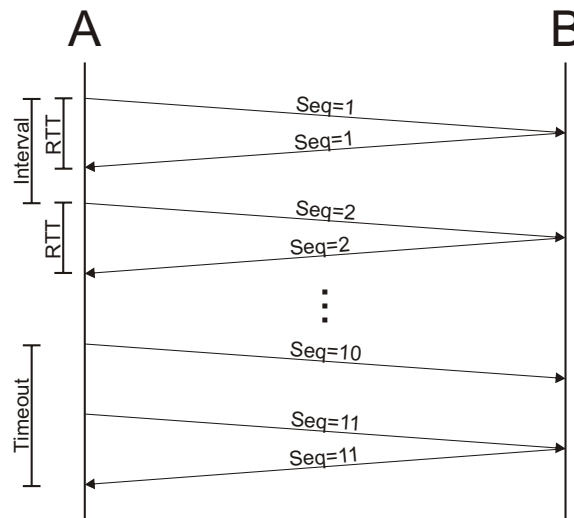 A
B
Interval
RTT
Seq=1
Seq=1
RTT
Seq=2
Seq=2
Seq=10
Timeout
Seq=11
Seq=11